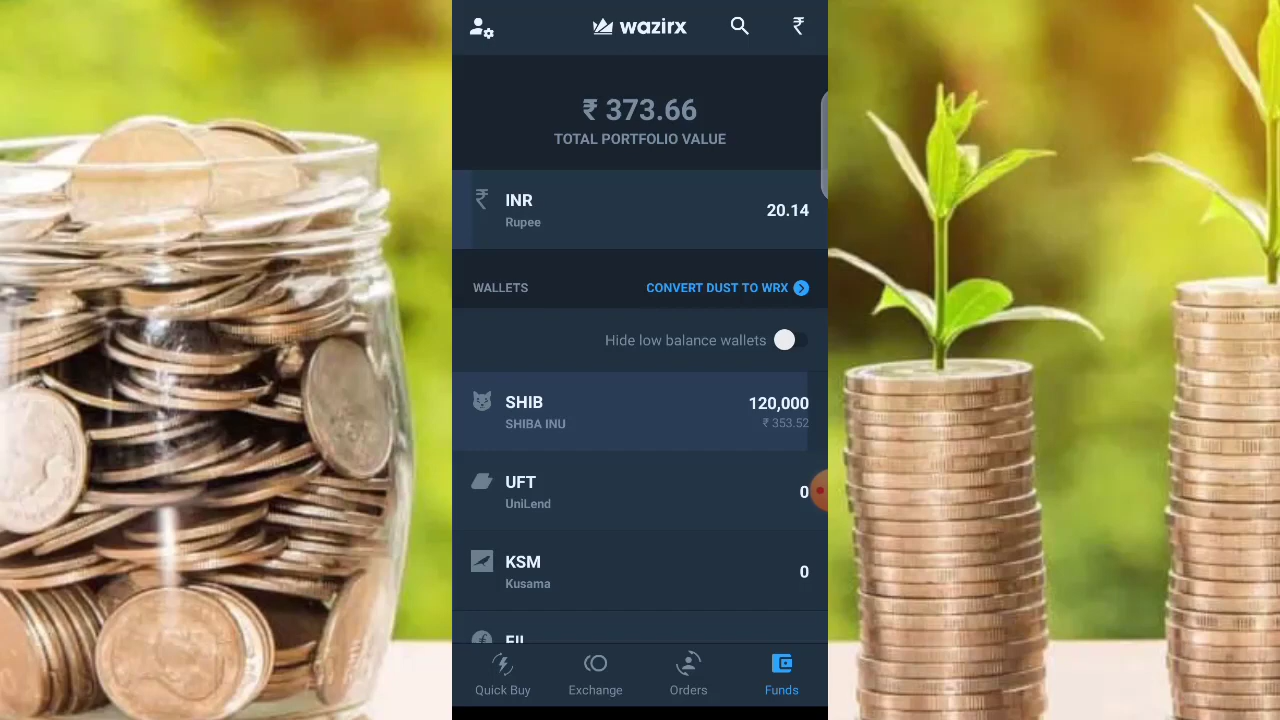 wazirx ₹
₹ 373.66
TOTAL PORTFOLIO VALUE
₹ INR 20.14
Rupee
WALLETS CONVERT DUST TO WRX
Hide low balance wallets
SHIB 120,000
SHIBA INU ₹ 353.52
UFT 0
UniLend
KSM 0
Kusama
Quick Buy Exchange Orders Funds